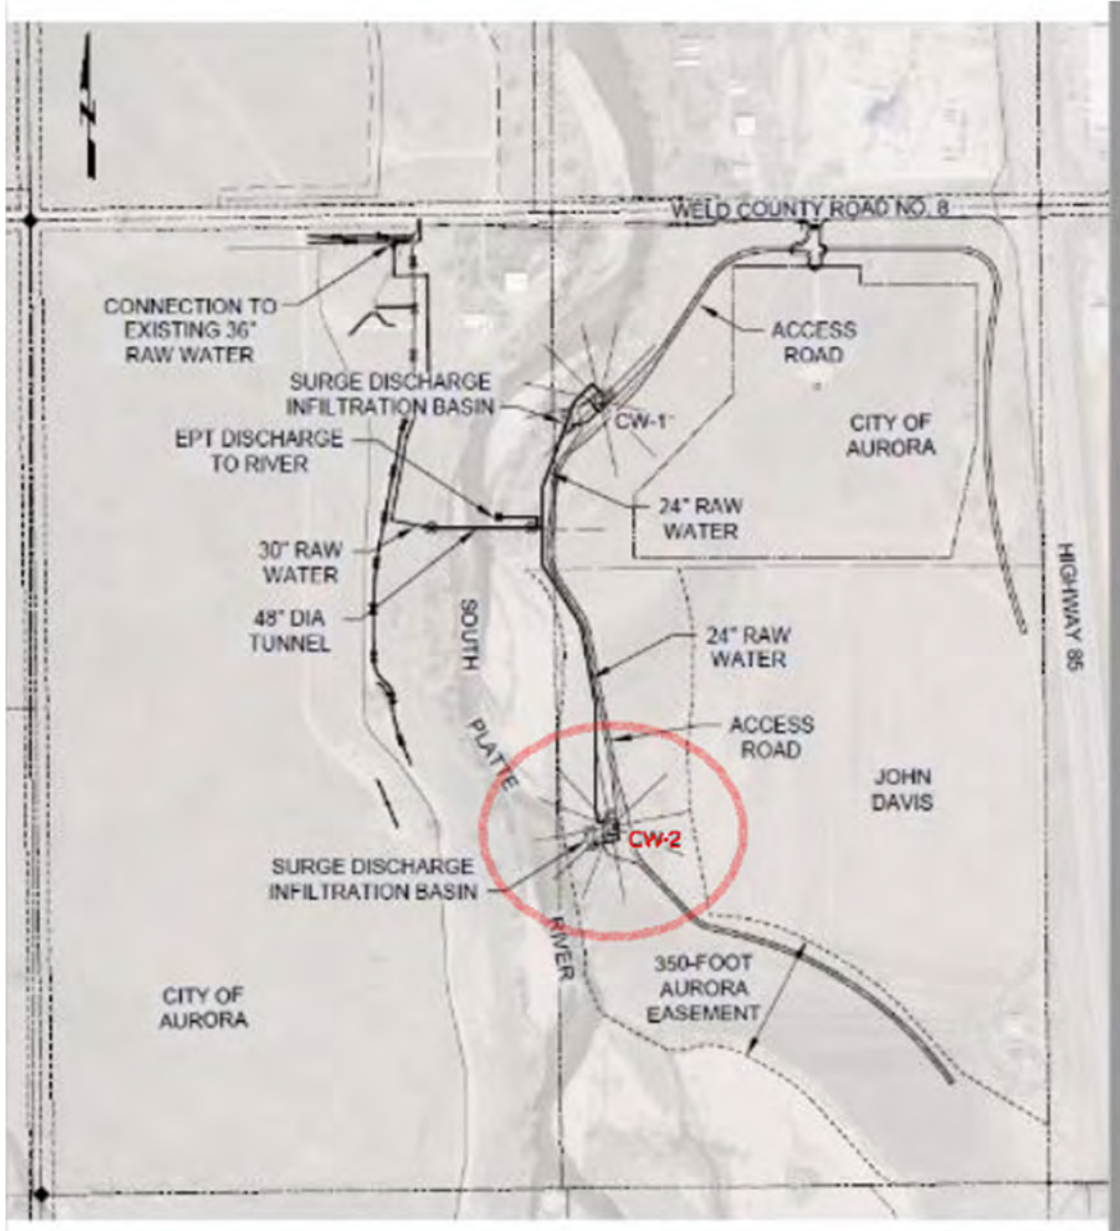 N
WELD COUNTY ROAD NO. 8
CONNECTION TO
EXISTING 36"
RAW WATER
ACCESS
ROAD
SURGE DISCHARGE
INFILTRATION BASIN
CW-1
CITY OF
AURORA
EPT DISCHARGE
TO RIVER
24" RAW
WATER
30" RAW
WATER
HIGHWAY 85
48" DIA
TUNNEL
SOUTH
24" RAW
WATER
PLATTE
ACCESS
ROAD
JOHN
DAVIS
CW-2
SURGE DISCHARGE
INFILTRATION BASIN
RIVER
350-FOOT
AURORA
EASEMENT
CITY OF
AURORA